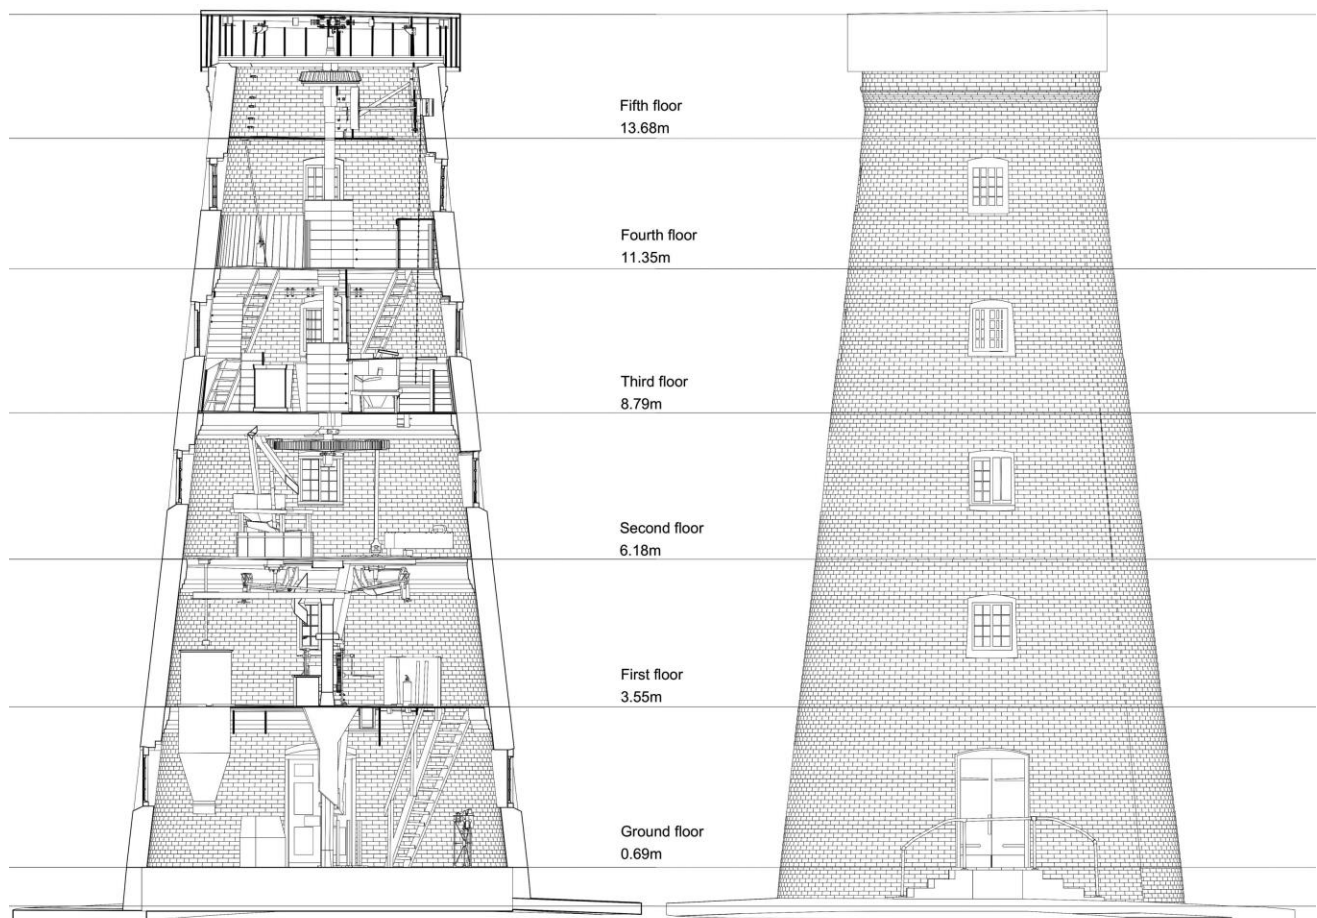 Fifth floor
13.68m
Fourth floor
11.35m
Third floor
8.79m
Second floor
6.18m
First floor
3.55m
Ground floor
0.69m